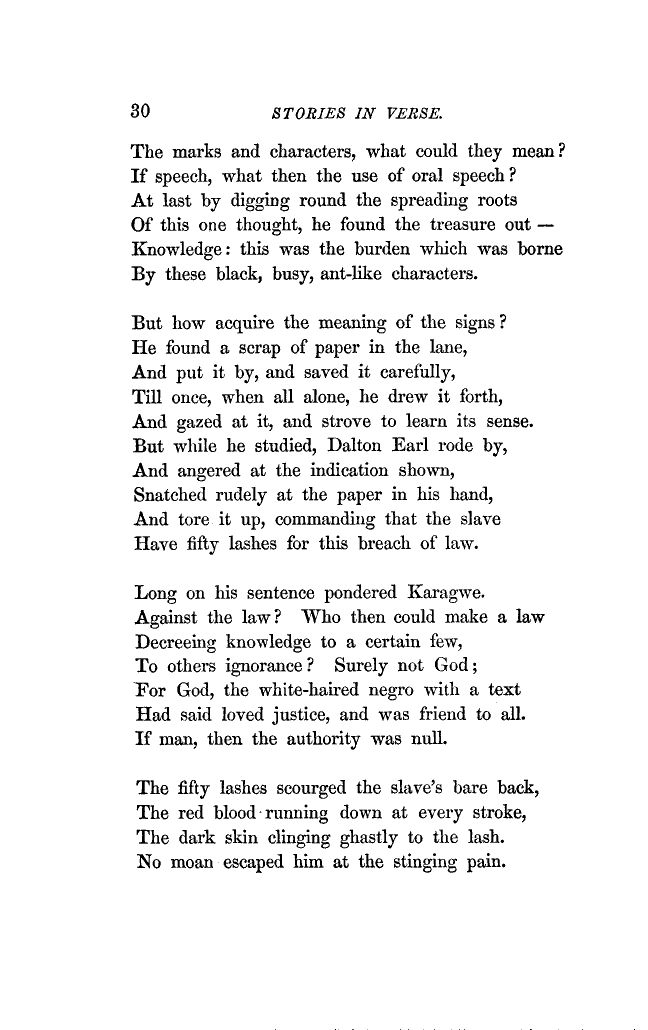 30 STORIES IN VERSE.
The marks and characters, what could they mean?
If speech, what then the use of oral speech?
At last by digging round the spreading roots
Of this one thought, he found the treasure out —
Knowledge: this was the burden which was borne
By these black, busy, ant-like characters.
But how acquire the meaning of the signs?
He found a scrap of paper in the lane,
And put it by, and saved it carefully,
Till once, when all alone, he drew it forth,
And gazed at it, and strove to learn its sense.
But while he studied, Dalton Earl rode by,
And angered at the indication shown,
Snatched rudely at the paper in his hand,
And tore it up, commanding that the slave
Have fifty lashes for this breach of law.
Long on his sentence pondered Karagwe.
Against the law? Who then could make a law
Decreeing knowledge to a certain few,
To others ignorance? Surely not God;
For God, the white-haired negro with a text
Had said loved justice, and was friend to all.
If man, then the authority was null.
The fifty lashes scourged the slave's bare back,
The red blood running down at every stroke,
The dark skin clinging ghastly to the lash.
No moan escaped him at the stinging pain.